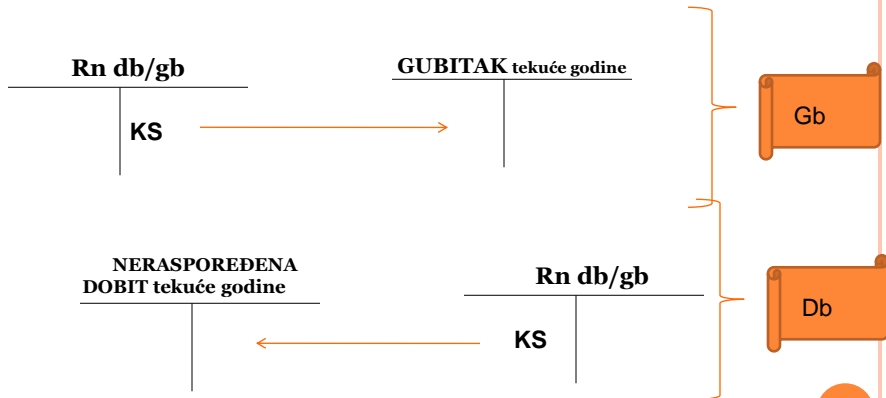 Rn db/gb
GUBITAK tekuće godine
KS
Gb
NERASPOREĐENA
DOBIT tekuće godine
Rn db/gb
KS
Db